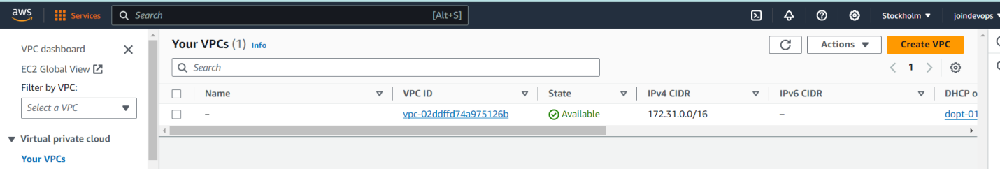 aws Services Search [Alt+S] Stockholm ▼ joindevops ▼
VPC dashboard
EC2 Global View
Filter by VPC:
Select a VPC
Virtual private cloud
Your VPCs
Your VPCs (1) Info Actions ▼ Create VPC
Search 1
Name VPC ID State IPv4 CIDR IPv6 CIDR DHCP o
– vpc-02ddffd74a975126b Available 172.31.0.0/16 – dopt-01